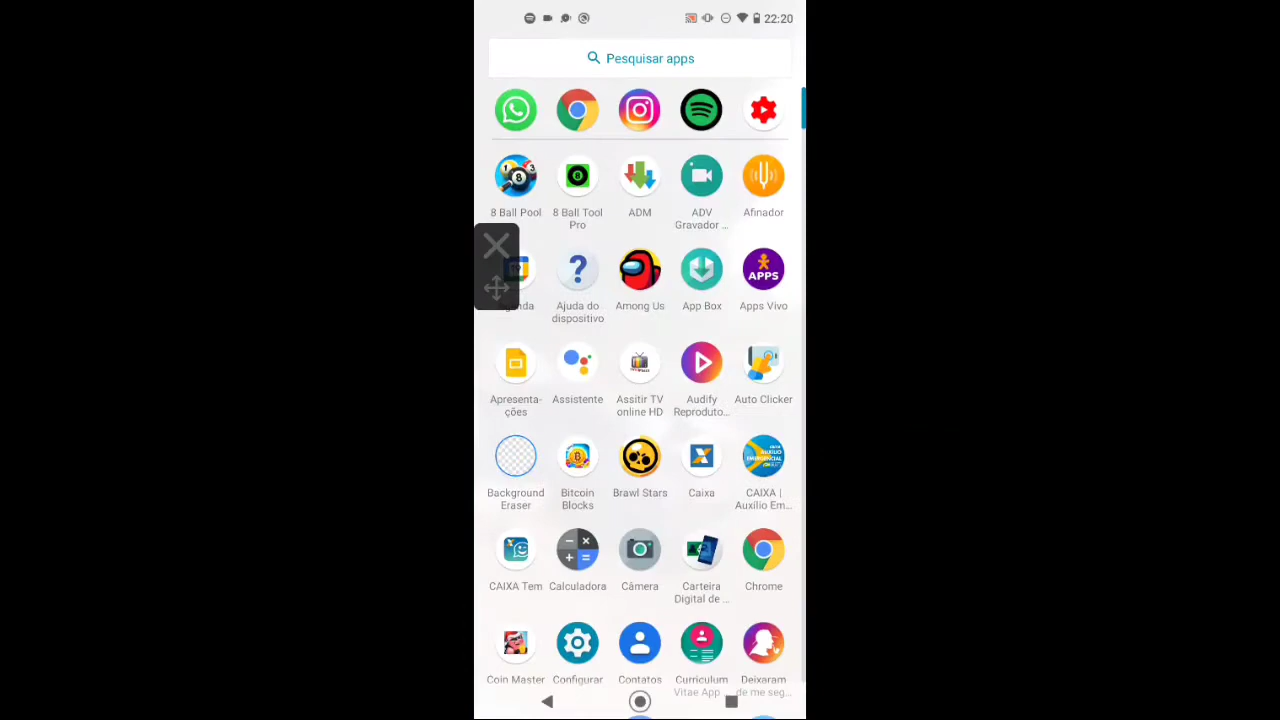 22:20
Pesquisar apps
8 Ball Pool
8 Ball Tool
Pro
ADM
ADV
Gravador ...
Afinador
Ajuda do
dispositivo
Among Us
App Box
APPS
Apps Vivo
Apresenta-
ções
Assistente
Assitir TV
online HD
Audify
Reproduto...
Auto Clicker
Background
Eraser
Bitcoin
Blocks
Brawl Stars
Caixa
CAIXA |
Auxílio Em...
CAIXA Tem
Calculadora
Câmera
Carteira
Digital de ...
Chrome
Coin Master
Configurar
Contatos
Curriculum
Vitae App
Deixaram
de me seg...